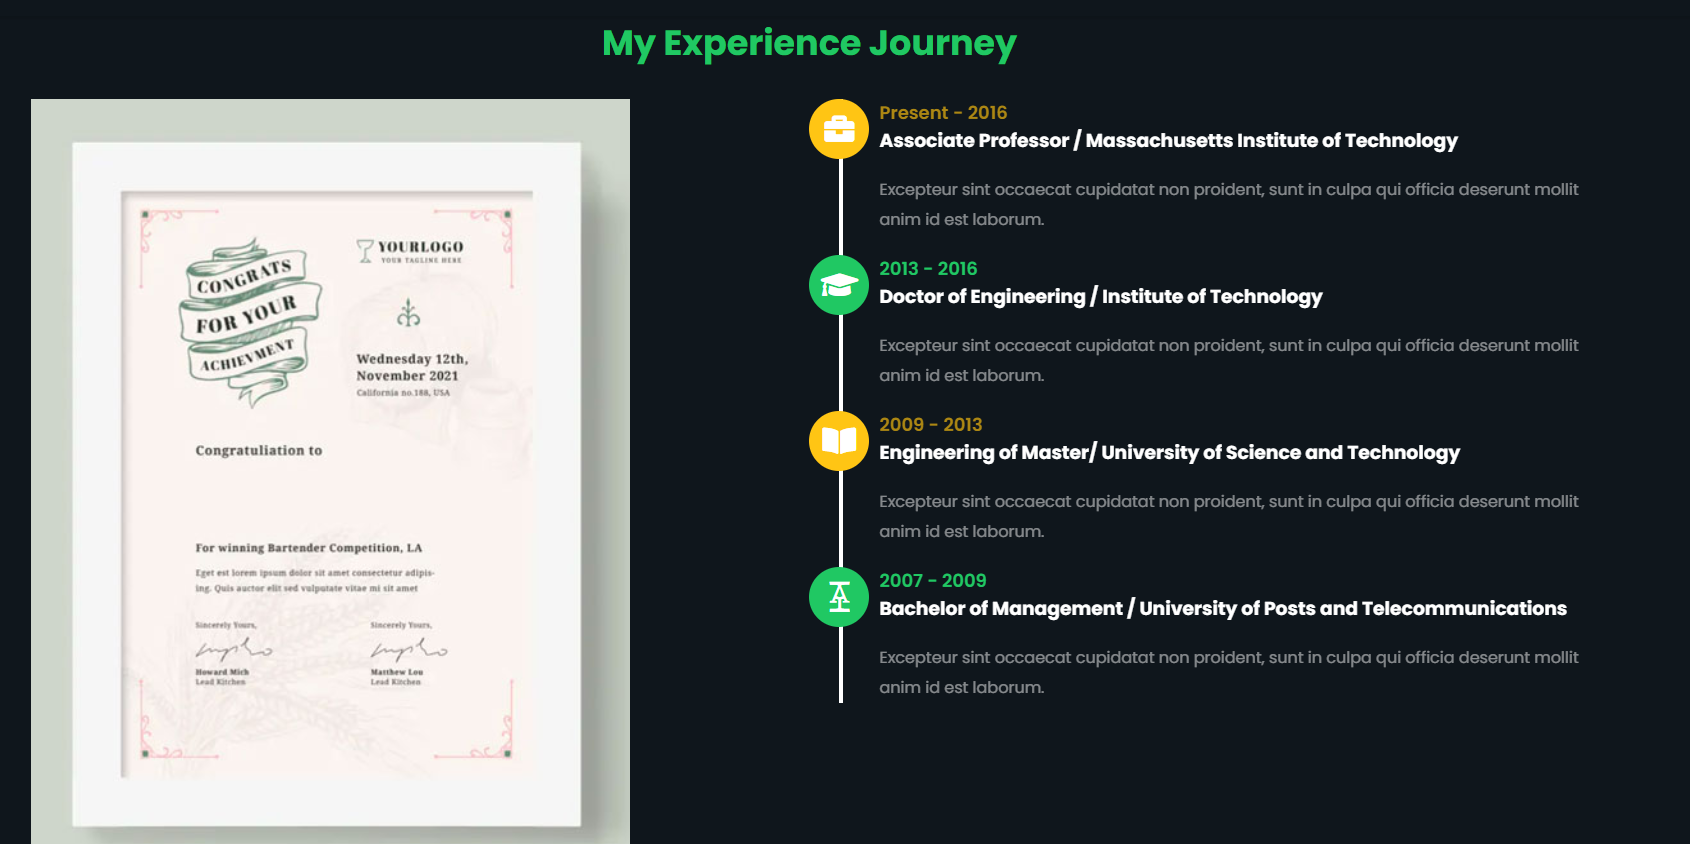 My Experience Journey
CONGRATS
FOR YOUR
ACHIEVMENT
YOURLOGO
YOUR TAGLINE HERE
Wednesday 12th,
November 2021
California no.188, USA
Congratuliation to
For winning Bartender Competition, LA
Eget est lorem ipsum dolor sit amet consectetur adipis-
ing. Quis auctor elit sed vulputate vitae mi sit amet
Sincerely Yours,
Howard Mich
Lead Kitchen
Sincerely Yours,
Matthew Lou
Lead Kitchen
Present - 2016
Associate Professor / Massachusetts Institute of Technology
Excepteur sint occaecat cupidatat non proident, sunt in culpa qui officia deserunt mollit
anim id est laborum.
2013 - 2016
Doctor of Engineering / Institute of Technology
Excepteur sint occaecat cupidatat non proident, sunt in culpa qui officia deserunt mollit
anim id est laborum.
2009 - 2013
Engineering of Master/ University of Science and Technology
Excepteur sint occaecat cupidatat non proident, sunt in culpa qui officia deserunt mollit
anim id est laborum.
2007 - 2009
Bachelor of Management / University of Posts and Telecommunications
Excepteur sint occaecat cupidatat non proident, sunt in culpa qui officia deserunt mollit
anim id est laborum.